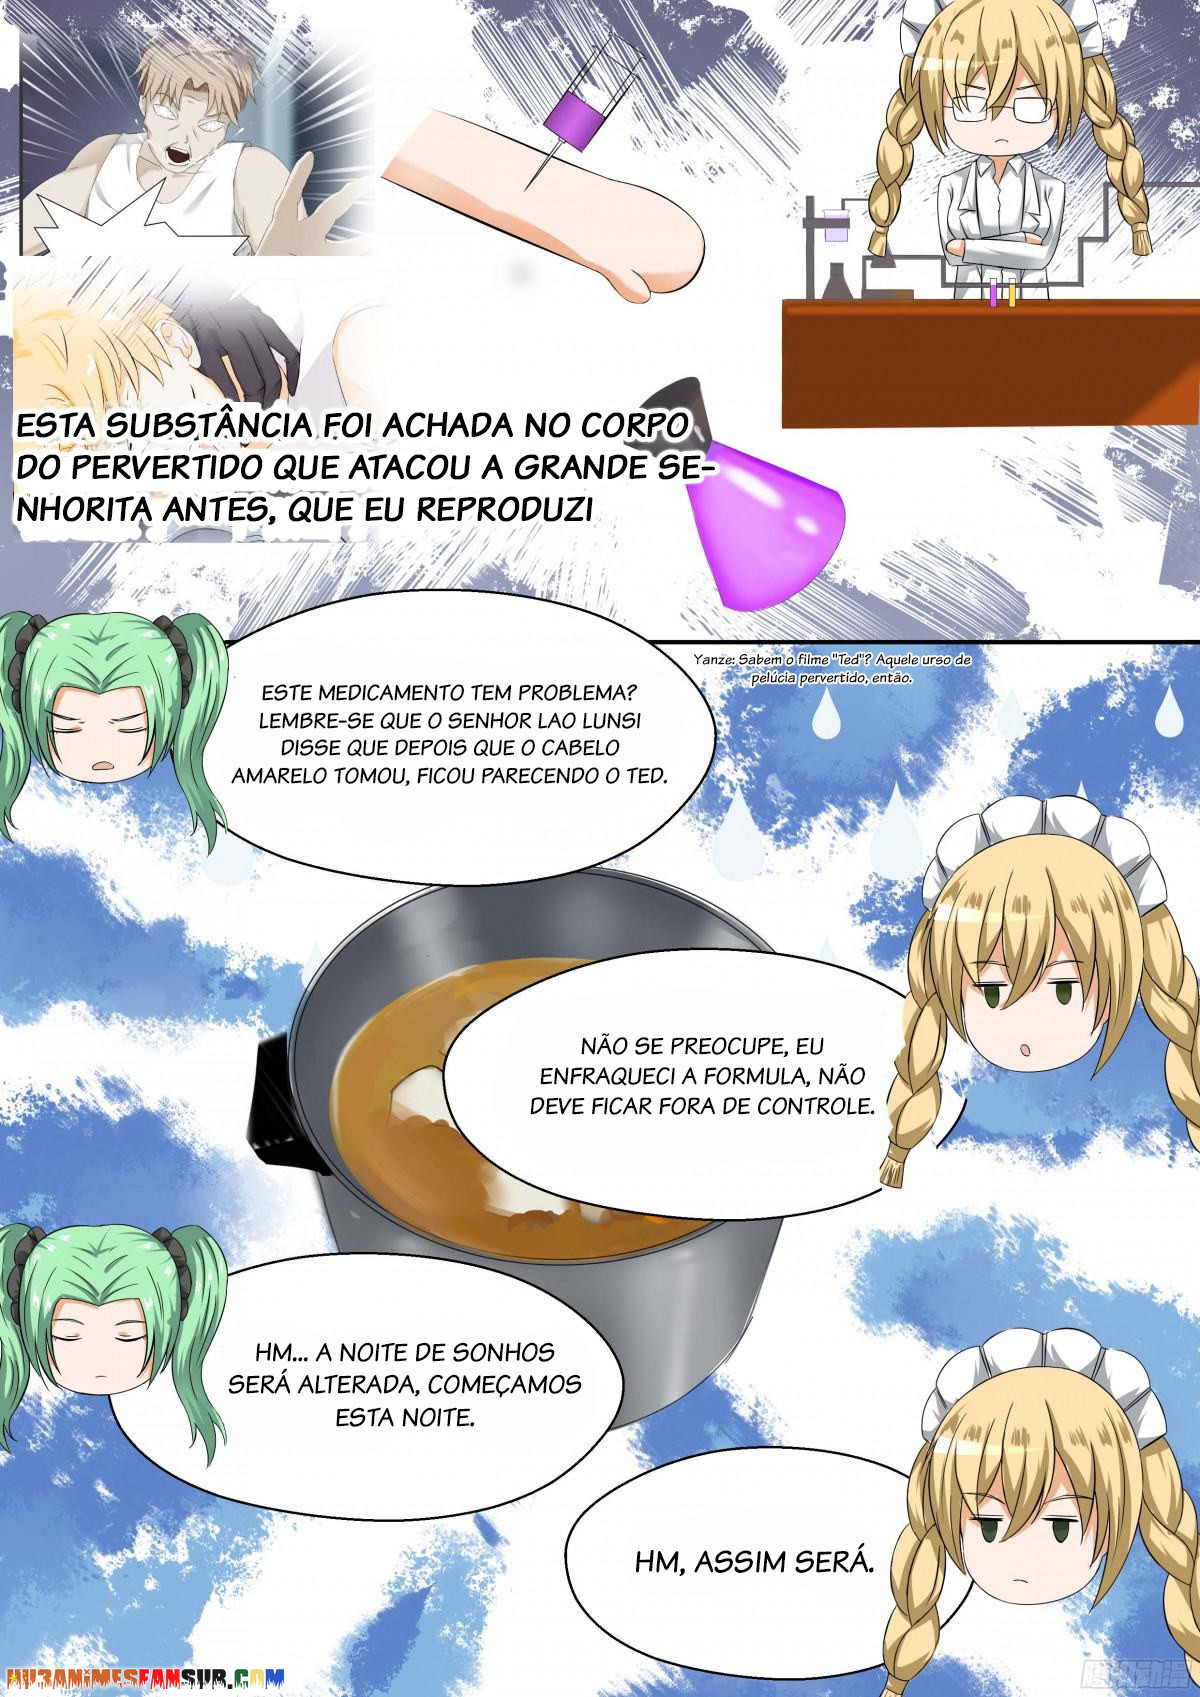 ESTA SUBSTÂNCIA FOI ACHADA NO CORPO
DO PERVERTIDO QUE ATACOU A GRANDE SE-
NHORITA ANTES, QUE EU REPRODUZI
Yanze: Sabem o filme "Ted"? Aquele urso de
pelúcia pervertido, então.
ESTE MEDICAMENTO TEM PROBLEMA?
LEMBRE-SE QUE O SENHOR LAO LUNSI
DISSE QUE DEPOIS QUE O CABELO
AMARELO TOMOU, FICOU PARECENDO O TED.
NÃO SE PREOCUPE, EU
ENFRAQUECI A FORMULA, NÃO
DEVE FICAR FORA DE CONTROLE.
HM... A NOITE DE SONHOS
SERÁ ALTERADA, COMEÇAMOS
ESTA NOITE.
HM, ASSIM SERÁ.
HU3ANIMESFANSUB.COM